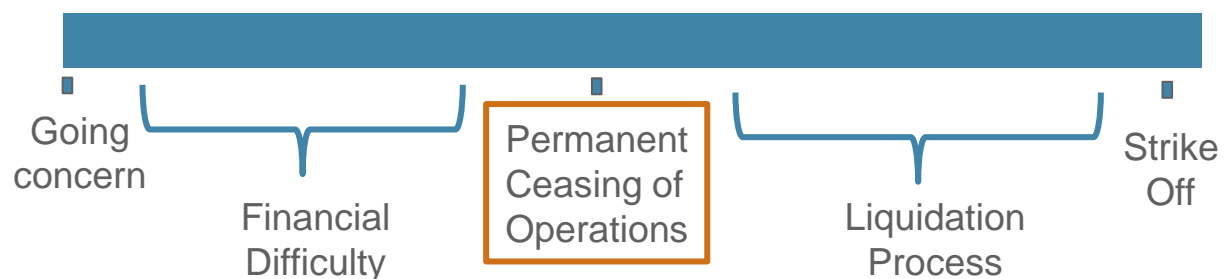 Going
concern
Financial
Difficulty
Permanent
Ceasing of
Operations
Liquidation
Process
Strike
Off